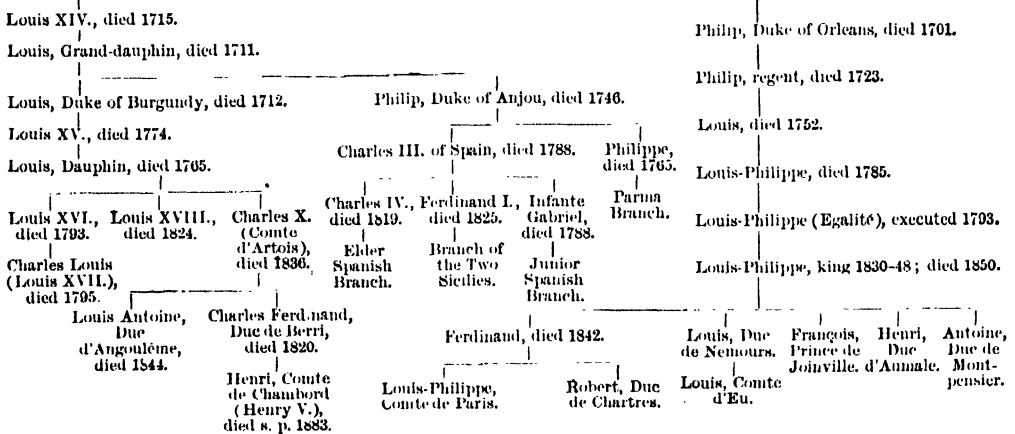 Louis XIV., died 1715.
Louis, Grand-dauphin, died 1711.
Louis, Duke of Burgundy, died 1712.
Louis XV., died 1774.
Louis, Dauphin, died 1765.
Louis XVI.,
died 1793.
Louis XVIII.,
died 1824.
Charles X.
(Comte
d'Artois),
died 1836.
Charles Louis
(Louis XVII.),
died 1795.
Louis Antoine,
Duc
d'Angoulême,
died 1844.
Charles Ferdinand,
Duc de Berri,
died 1820.
Henri, Comte
de Chambord
(Henry V.),
died s. p. 1883.
Philip, Duke of Anjou, died 1746.
Charles III. of Spain, died 1788.
Philippe,
died 1765.
Parma
Branch.
Charles IV.,
died 1819.
Elder
Spanish
Branch.
Ferdinand I.,
died 1825.
Branch of
the Two
Sicilies.
Infante
Gabriel,
died 1788.
Junior
Spanish
Branch.
Philip, Duke of Orleans, died 1701.
Philip, regent, died 1723.
Louis, died 1752.
Louis-Philippe, died 1785.
Louis-Philippe (Egalité), executed 1793.
Louis-Philippe, king 1830-48; died 1850.
Ferdinand, died 1842.
Louis-Philippe,
Comte de Paris.
Robert, Duc
de Chartres.
Louis, Duc
de Nemours.
Louis, Comte
d'Eu.
François,
Prince de
Joinville.
Henri,
Duc
d'Aumale.
Antoine,
Duc de
Mont-
pensier.